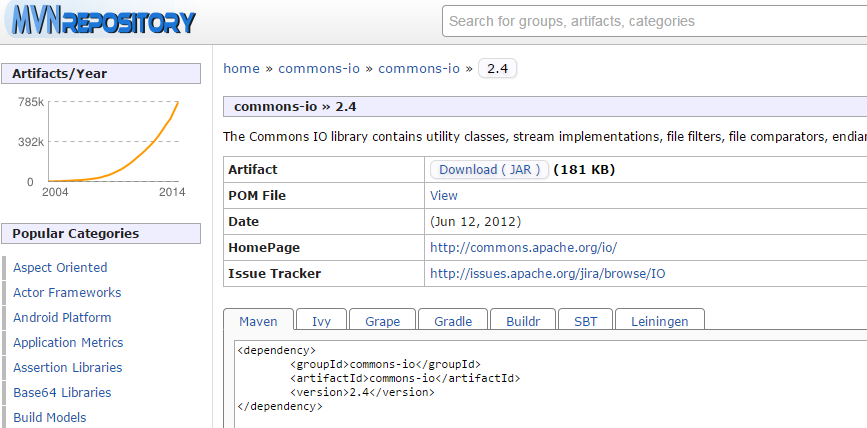 MVNREPOSITORY
Search for groups, artifacts, categories
Artifacts/Year
785k
392k
0
2004 2014
Popular Categories
Aspect Oriented
Actor Frameworks
Android Platform
Application Metrics
Assertion Libraries
Base64 Libraries
Build Models
home » commons-io » commons-io » 2.4
commons-io » 2.4
The Commons IO library contains utility classes, stream implementations, file filters, file comparators, endian
Artifact Download ( JAR ) (181 KB)
POM File View
Date (Jun 12, 2012)
HomePage http://commons.apache.org/io/
Issue Tracker http://issues.apache.org/jira/browse/IO
Maven Ivy Grape Gradle Buildr SBT Leiningen
<dependency>
<groupId>commons-io</groupId>
<artifactId>commons-io</artifactId>
<version>2.4</version>
</dependency>